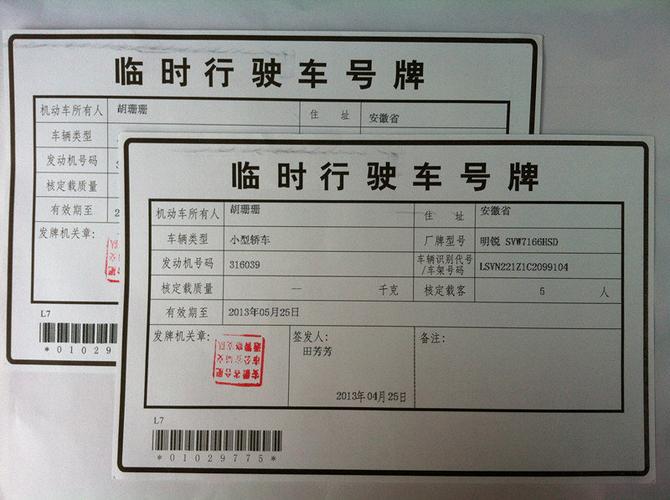 临时行驶车号牌
机动车所有人 胡珊珊 住 址 安徽省
车辆类型
发动机号码
核定载质量
有效期至 2
发牌机关章:
L7
*01029
临时行驶车号牌
机动车所有人 胡珊珊 住 址 安徽省
车辆类型 小型轿车 厂牌型号 明锐 SVW7166HSD
发动机号码 316039 车辆识别代号/车架号码 LSVN221Z1C2099104
核定载质量 — 千克 核定载客 5 人
有效期至 2013年05月25日
发牌机关章: 签发人: 备注:
田芳芳
2013年04月25日
L7
*01029775*